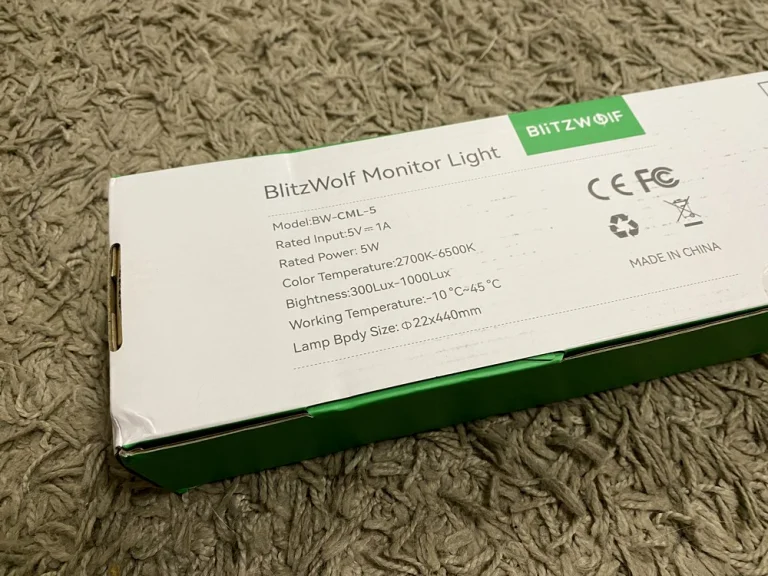 BLiTZWOLF
BlitzWolf Monitor Light
Model:BW-CML-5
Rated Input:5V⎓1A
Rated Power: 5W
Color Temperature:2700K-6500K
Bightness:300Lux-1000Lux
Working Temperature:-10℃~45℃
Lamp Bpdy Size: Φ22x440mm
CE FC
MADE IN CHINA